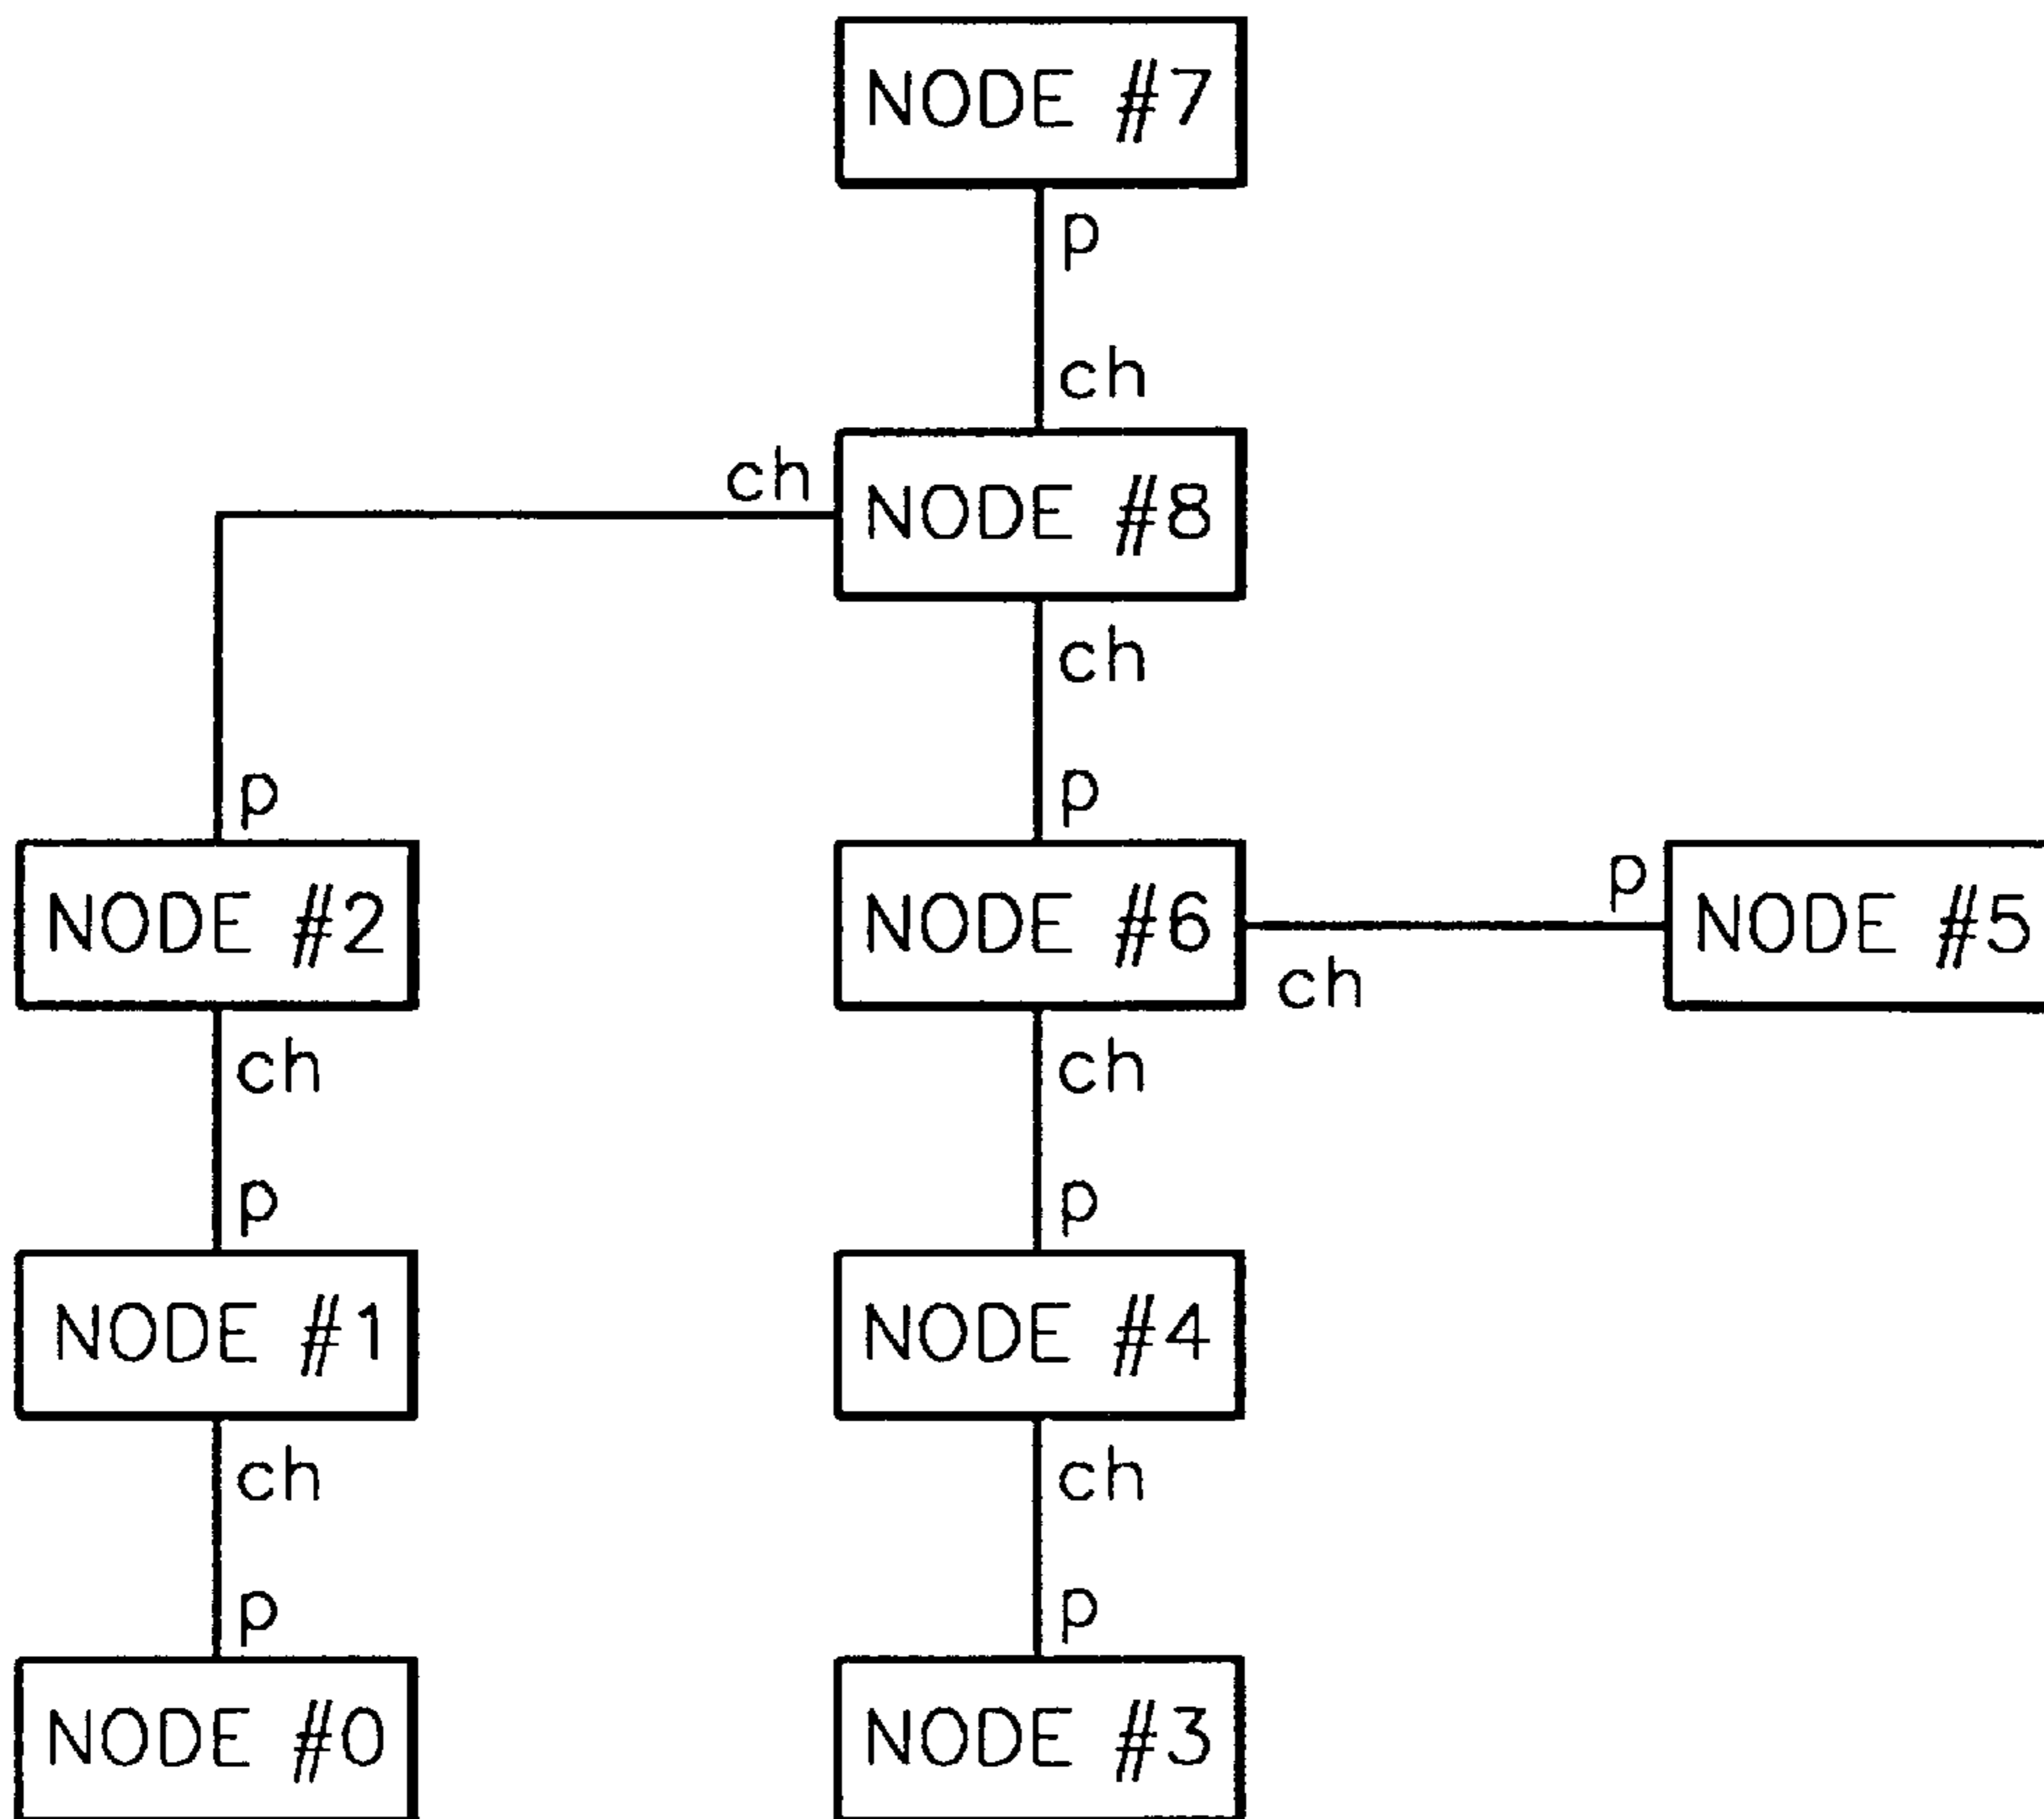 NODE #7
p
ch
ch
NODE #8
ch
p
p
NODE #2
NODE #6
p
NODE #5
ch
ch
ch
p
p
NODE #1
NODE #4
ch
ch
p
p
NODE #0
NODE #3